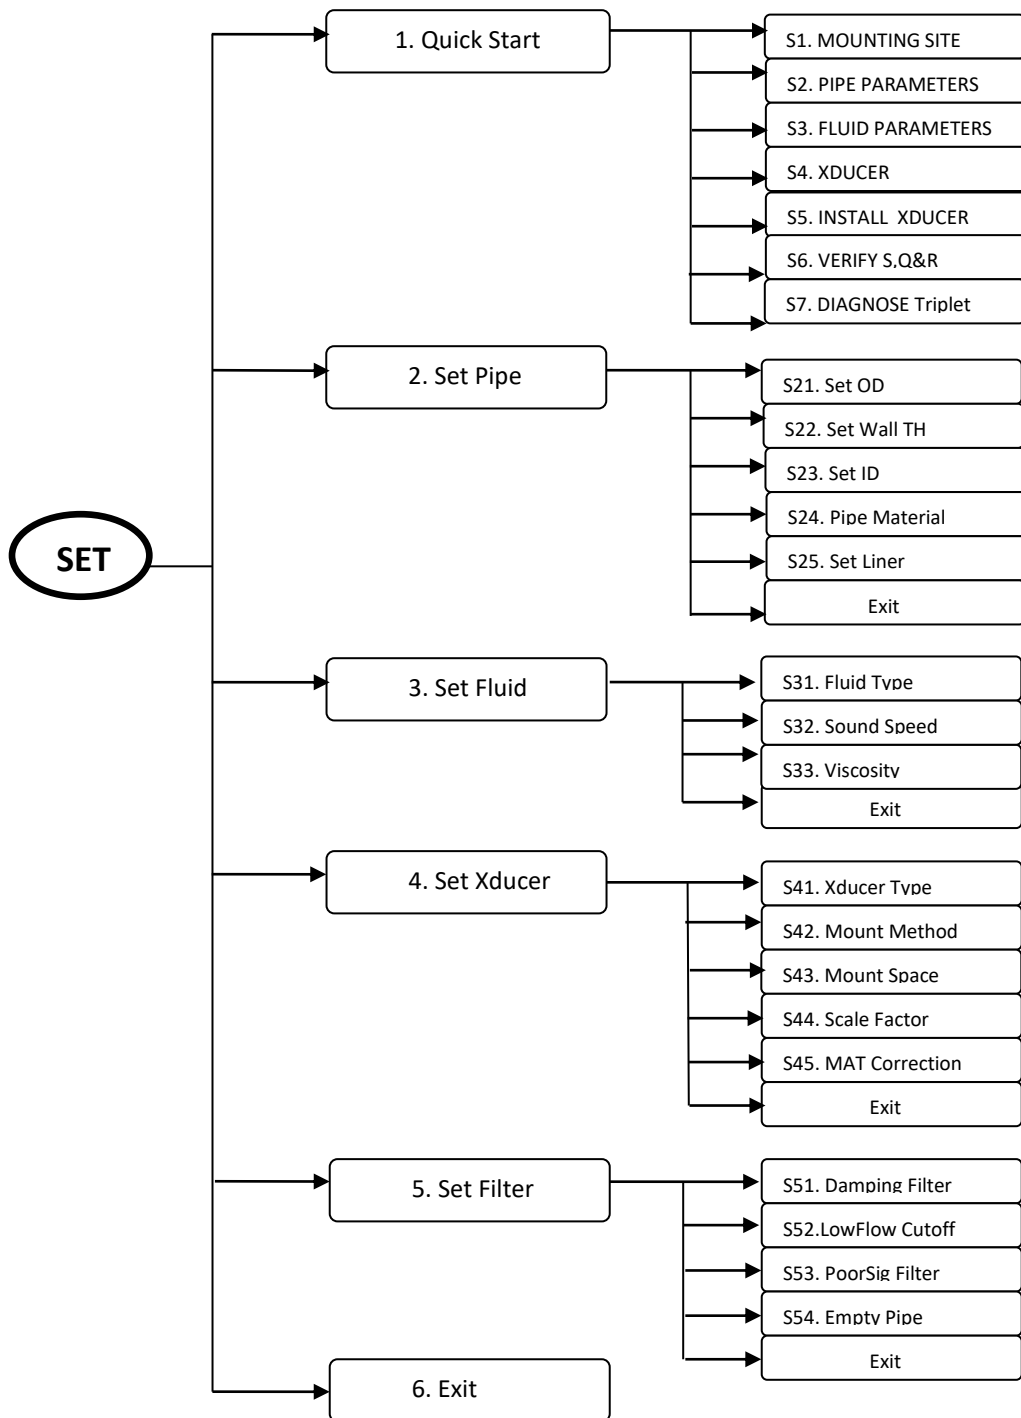 SET
1. Quick Start
S1. MOUNTING SITE
S2. PIPE PARAMETERS
S3. FLUID PARAMETERS
S4. XDUCER
S5. INSTALL  XDUCER
S6. VERIFY S,Q&R
S7. DIAGNOSE Triplet
2. Set Pipe
S21. Set OD
S22. Set Wall TH
S23. Set ID
S24. Pipe Material
S25. Set Liner
Exit
3. Set Fluid
S31. Fluid Type
S32. Sound Speed
S33. Viscosity
Exit
4. Set Xducer
S41. Xducer Type
S42. Mount Method
S43. Mount Space
S44. Scale Factor
S45. MAT Correction
Exit
5. Set Filter
S51. Damping Filter
S52.LowFlow Cutoff
S53. PoorSig Filter
S54. Empty Pipe
Exit
6. Exit